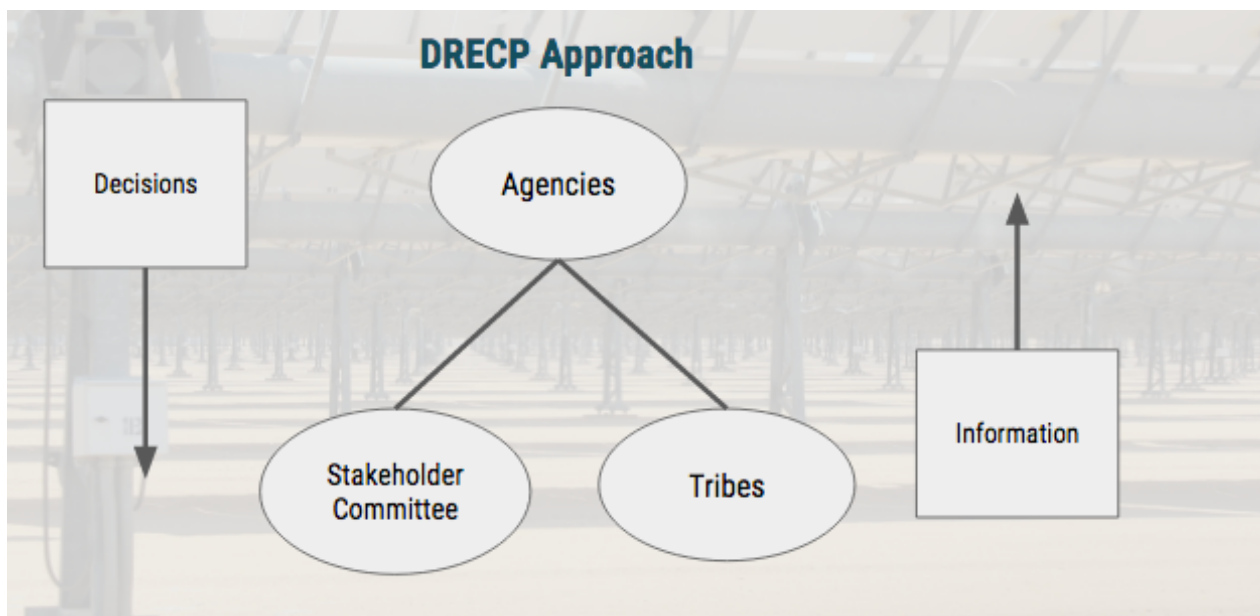 DRECP Approach
Decisions
Agencies
Stakeholder
Committee
Tribes
Information